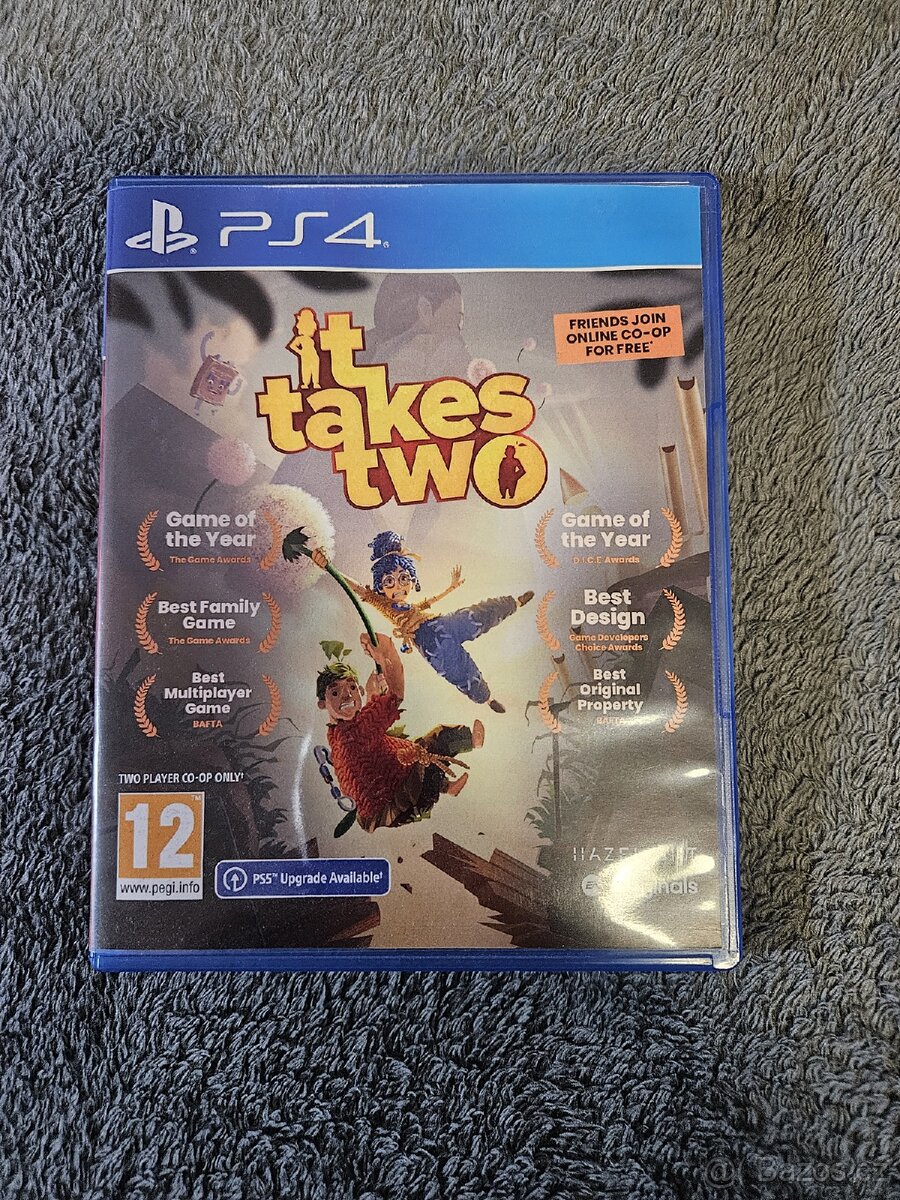 PS4
it
takes
two
FRIENDS JOIN
ONLINE CO-OP
FOR FREE*
Game of
the Year
The Game Awards
Game of
the Year
D.I.C.E Awards
Best Family
Game
The Game Awards
Best
Design
Game Developers
Choice Awards
Best
Multiplayer
Game
BAFTA
Best
Original
Property
BAFTA
TWO PLAYER CO-OP ONLY†
12
www.pegi.info
PS5™ Upgrade Available†